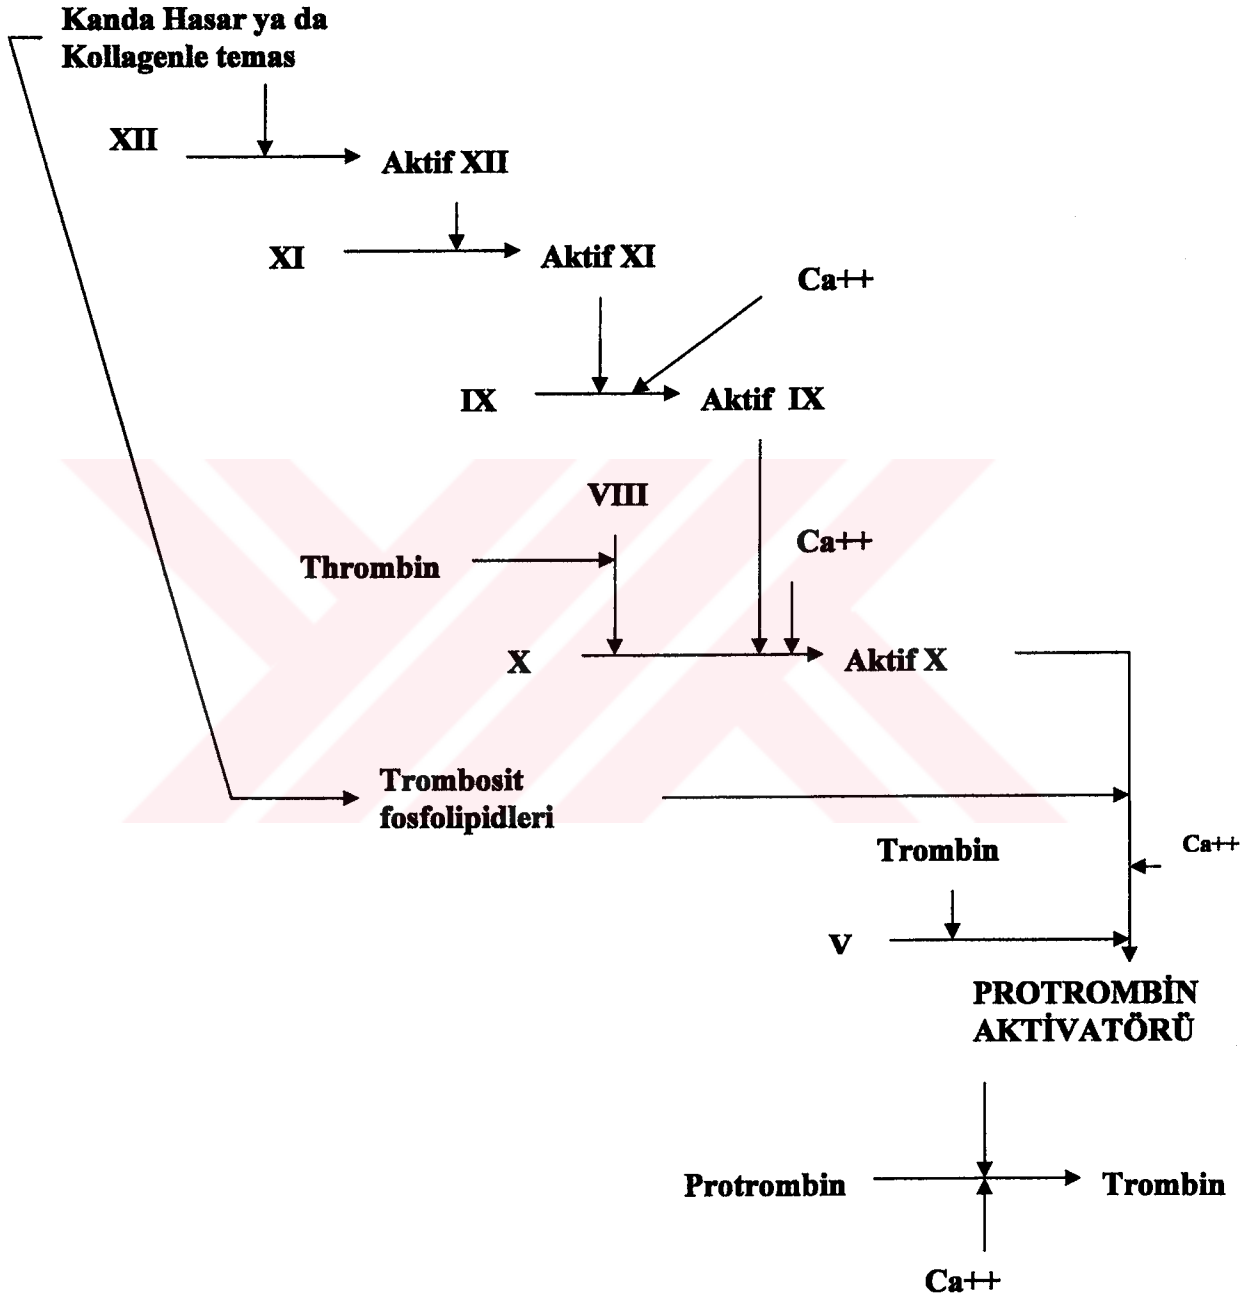 Kanda Hasar ya da
Kollagenle temas
XII
Aktif XII
XI
Aktif XI
Ca++
IX
Aktif IX
VIII
Ca++
Thrombin
X
Aktif X
Trombosit
fosfolipidleri
Trombin
Ca++
V
PROTROMBİN
AKTİVATÖRÜ
Protrombin
Trombin
Ca++